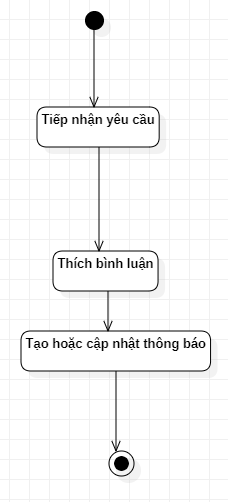 Tiếp nhận yêu cầu
Thích bình luận
Tạo hoặc cập nhật thông báo